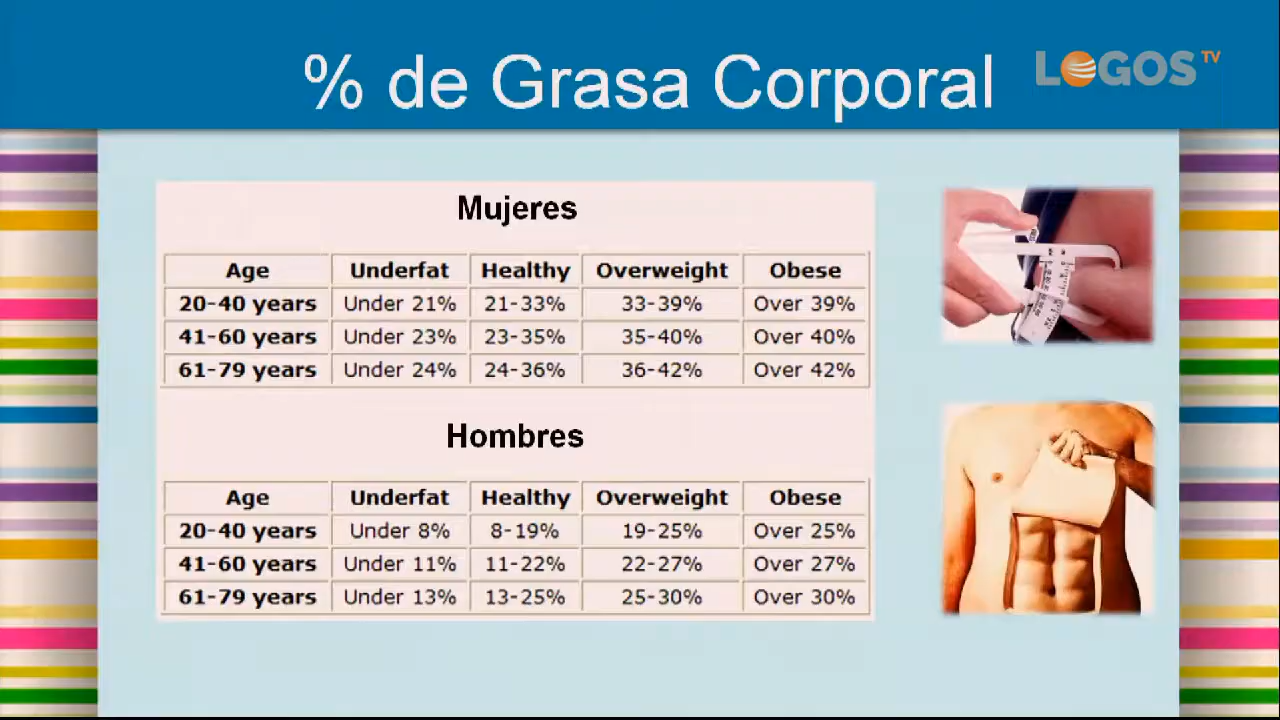 % de Grasa Corporal
LOGOS TV
Mujeres
Age Underfat Healthy Overweight Obese
20-40 years Under 21% 21-33% 33-39% Over 39%
41-60 years Under 23% 23-35% 35-40% Over 40%
61-79 years Under 24% 24-36% 36-42% Over 42%
Hombres
Age Underfat Healthy Overweight Obese
20-40 years Under 8% 8-19% 19-25% Over 25%
41-60 years Under 11% 11-22% 22-27% Over 27%
61-79 years Under 13% 13-25% 25-30% Over 30%